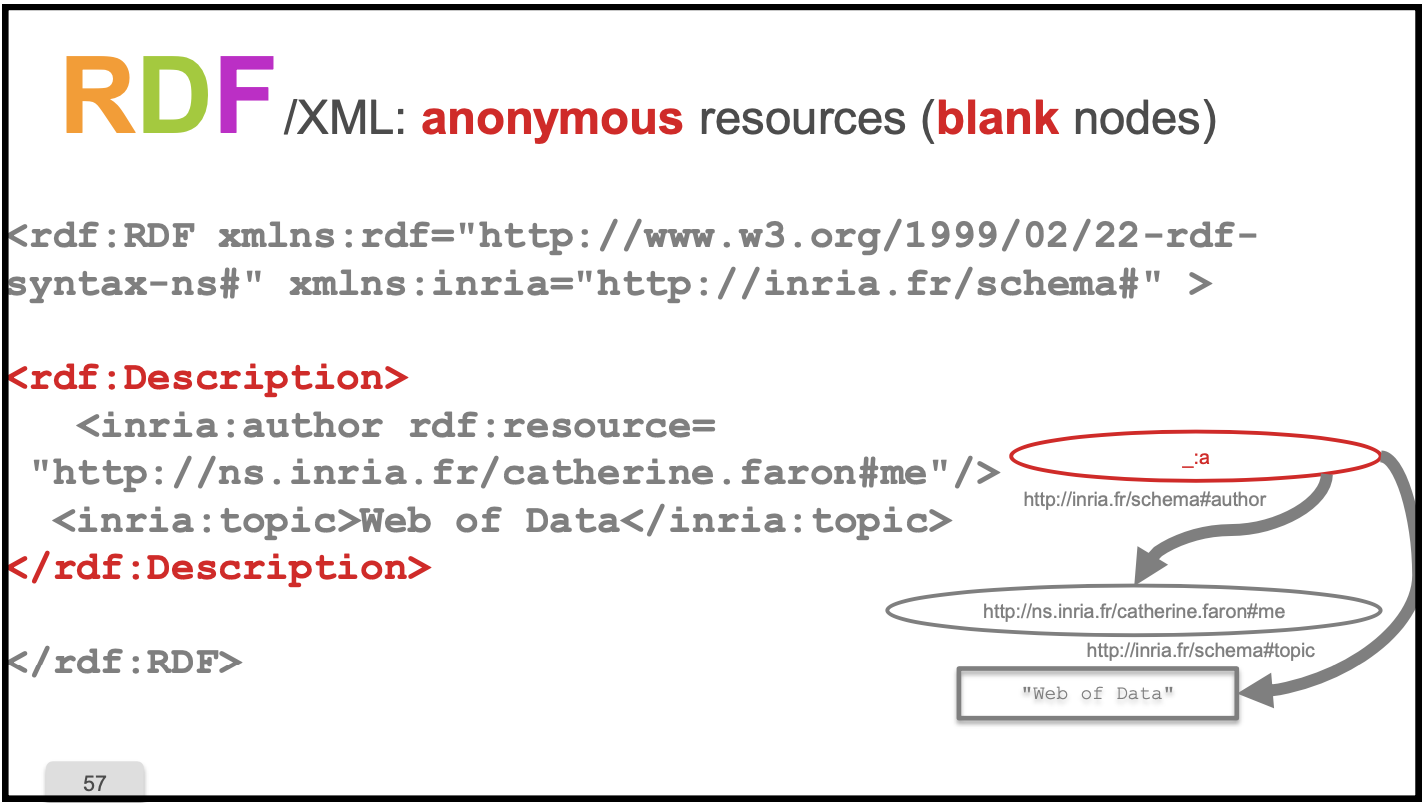 RDF/XML: anonymous resources (blank nodes)
<rdf:RDF xmlns:rdf="http://www.w3.org/1999/02/22-rdf-
syntax-ns#" xmlns:inria="http://inria.fr/schema#" >
<rdf:Description>
<inria:author rdf:resource=
"http://ns.inria.fr/catherine.faron#me"/>
<inria:topic>Web of Data</inria:topic>
</rdf:Description>
</rdf:RDF>
_:a
http://inria.fr/schema#author
http://ns.inria.fr/catherine.faron#me
http://inria.fr/schema#topic
"Web of Data"
57